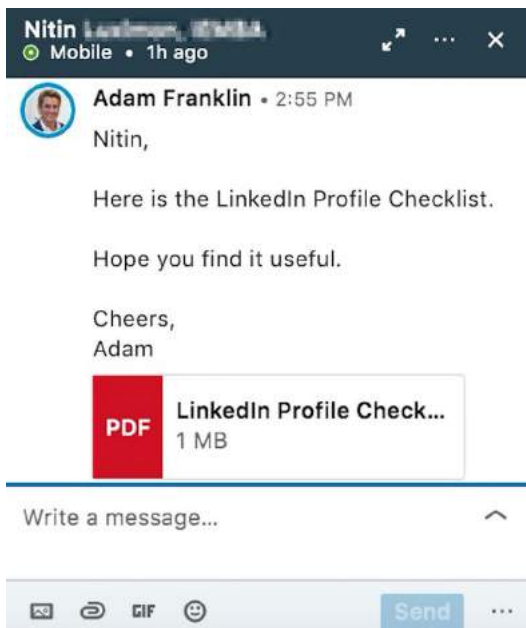 Nitin
Mobile • 1h ago
Adam Franklin • 2:55 PM
Nitin,
Here is the LinkedIn Profile Checklist.
Hope you find it useful.
Cheers,
Adam
PDF
LinkedIn Profile Check...
1 MB
Write a message...
GIF
Send